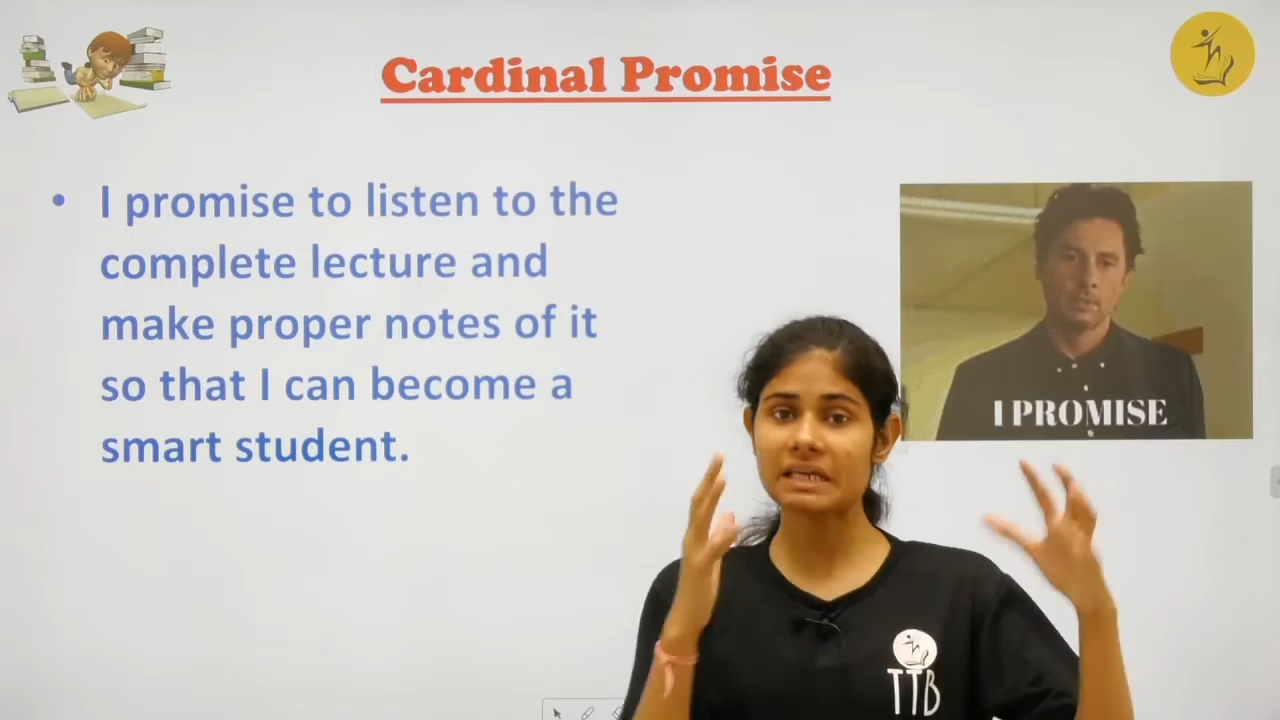 Cardinal Promise
• I promise to listen to the
complete lecture and
make proper notes of it
so that I can become a
smart student.
I PROMISE
TTB